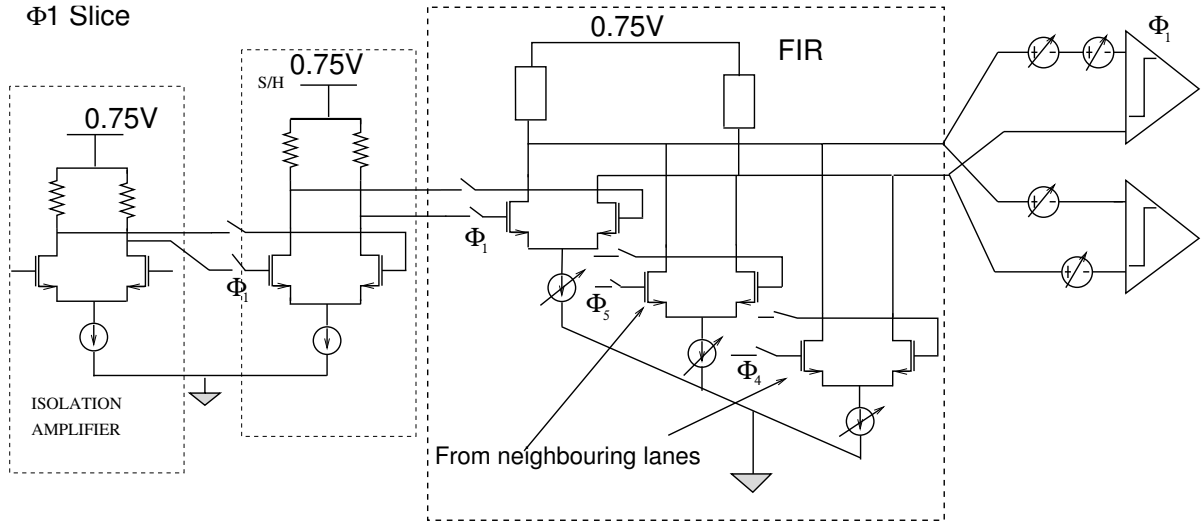 Φ1 Slice
0.75V
ISOLATION
AMPLIFIER
S/H
0.75V
Φ1
0.75V
FIR
Φ1
Φ5
Φ4
From neighbouring lanes
Φ1